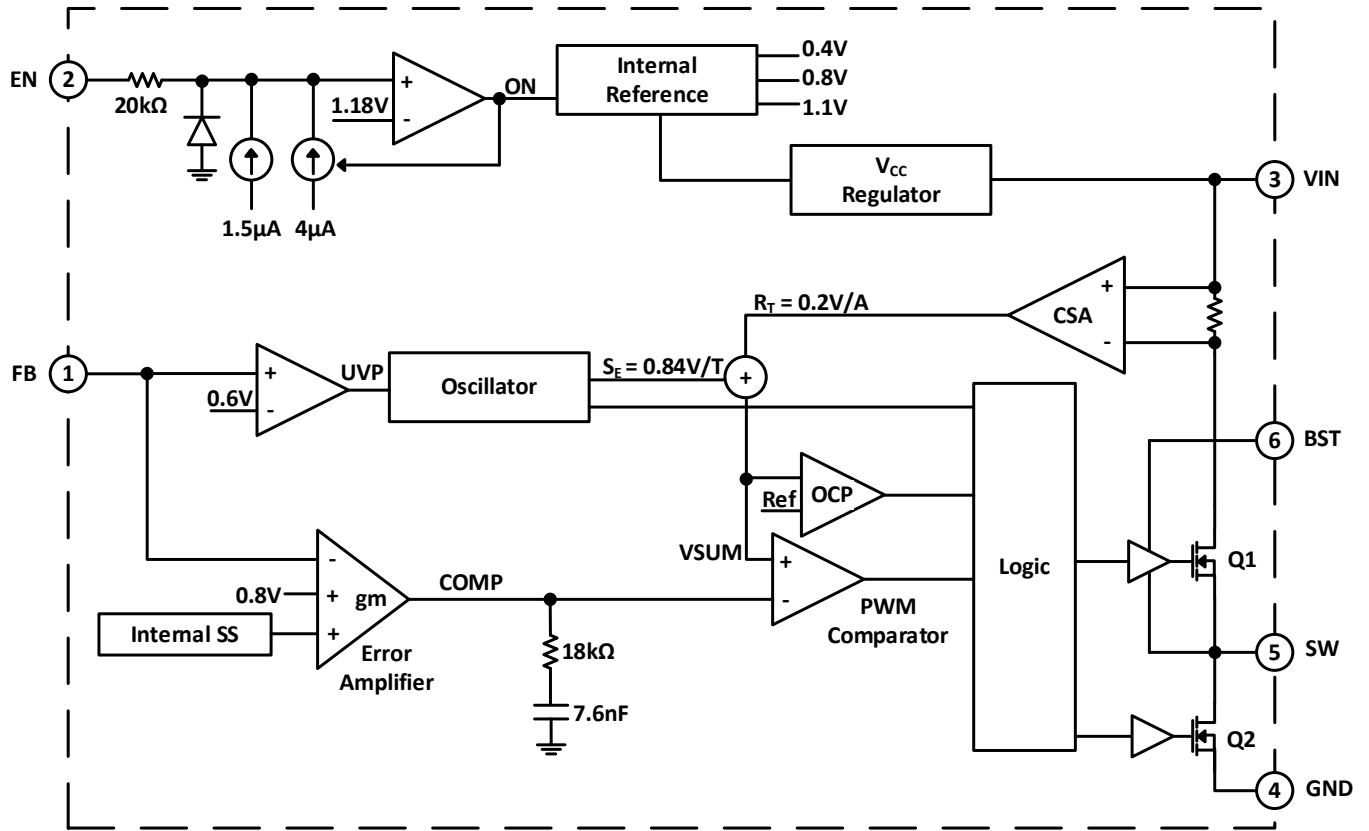 EN
2
20kΩ
1.5µA
4µA
1.18V
+
-
ON
Internal
Reference
0.4V
0.8V
1.1V
VCC
Regulator
3
VIN
+
-
CSA
RT = 0.2V/A
FB
1
+
0.6V
-
UVP
Oscillator
SE = 0.84V/T
+
6
BST
Ref
OCP
VSUM
+
-
PWM
Comparator
Logic
Q1
-
0.8V
+
gm
Internal SS
+
Error
Amplifier
COMP
18kΩ
7.6nF
5
SW
Q2
4
GND